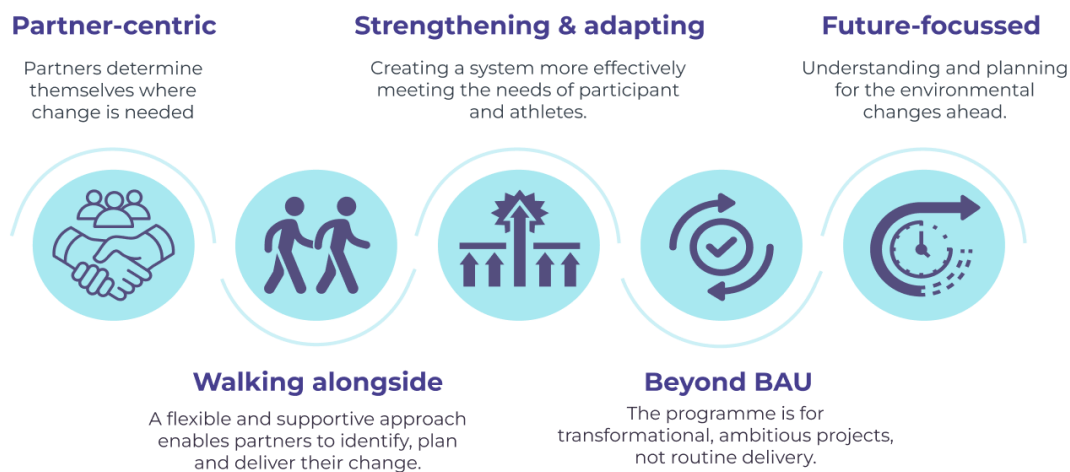 Partner-centric
Partners determine
themselves where
change is needed
Strengthening & adapting
Creating a system more effectively
meeting the needs of participant
and athletes.
Future-focussed
Understanding and planning
for the environmental
changes ahead.
Walking alongside
A flexible and supportive approach
enables partners to identify, plan
and deliver their change.
Beyond BAU
The programme is for
transformational, ambitious projects,
not routine delivery.